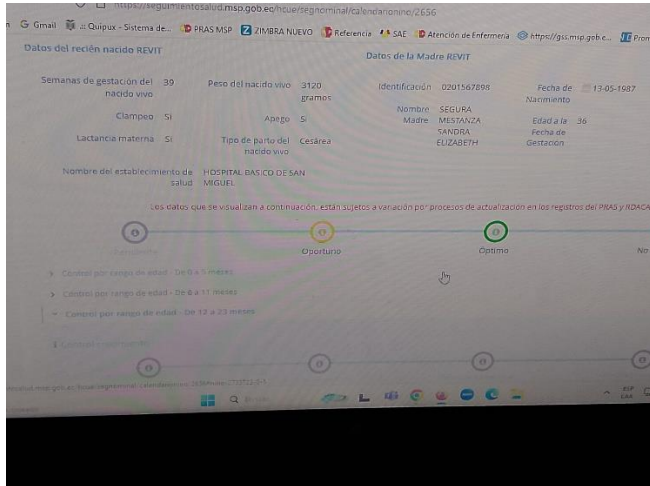 https://seguimientosalud.msp.gob.ec/hcue/segnominal/calendarionino/2656
Gmail .:: Quipux - Sistema de... PRAS MSP ZIMBRA NUEVO Referencia SAE Atención de Enfermería https://gss.msp.gob.e... Pron
Datos del recién nacido REVIT
Datos de la Madre REVIT
Semanas de gestación del nacido vivo 39
Peso del nacido vivo 3120 gramos
Identificación 0201567898
Fecha de Nacimiento 13-05-1987
Clampeo Si
Apego Si
Nombre Madre SEGURA MESTANZA SANDRA ELIZABETH
Edad a la Fecha de Gestación 36
Lactancia materna Si
Tipo de parto del nacido vivo Cesárea
Nombre del establecimiento de salud HOSPITAL BASICO DE SAN MIGUEL
Los datos que se visualizan a continuación, están sujetos a variación por procesos de actualización en los registros del PRAS y RDACA
Oportuno
Óptimo
No
Control por rango de edad - De 0 a 5 meses
Control por rango de edad - De 6 a 11 meses
Control por rango de edad - De 12 a 23 meses
ESP